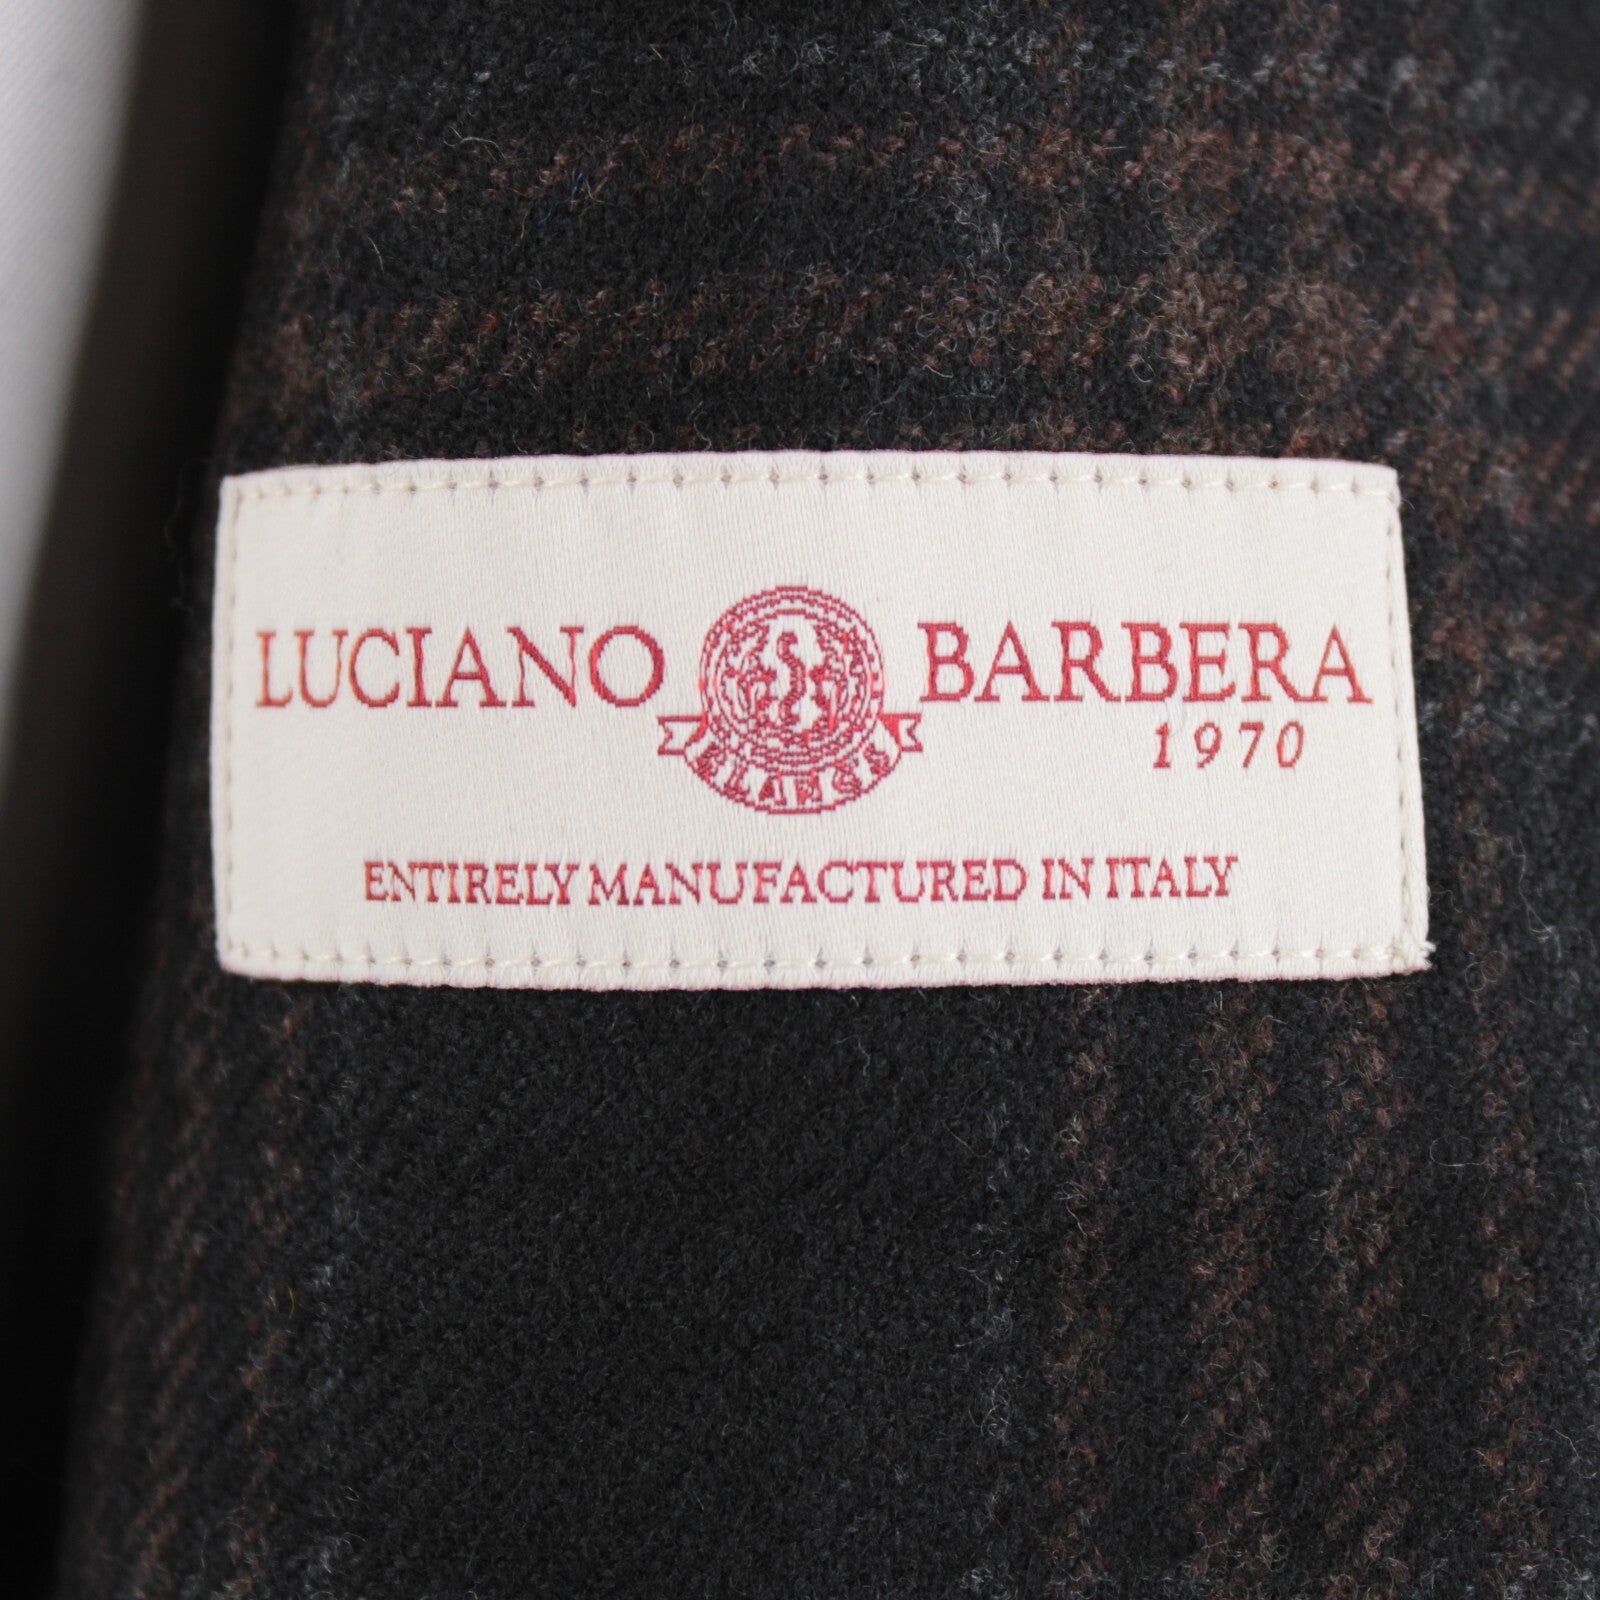 LUCIANO BARBERA
1970
ENTIRELY MANUFACTURED IN ITALY